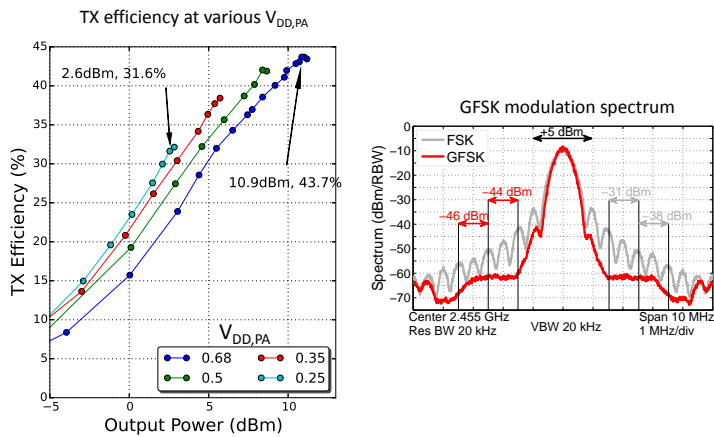 TX efficiency at various V_DD,PA
45
40
35
30
25
20
15
10
5
0
TX Efficiency (%)
2.6dBm, 31.6%
10.9dBm, 43.7%
V_DD,PA
0.68
0.35
0.5
0.25
-5
0
5
10
Output Power (dBm)
GFSK modulation spectrum
0
−10
−20
−30
−40
−50
−60
−70
Spectrum (dBm/RBW)
FSK
GFSK
+5 dBm
−44 dBm
−31 dBm
−46 dBm
−38 dBm
Center 2.455 GHz
Res BW 20 kHz
VBW 20 kHz
Span 10 MHz
1 MHz/div